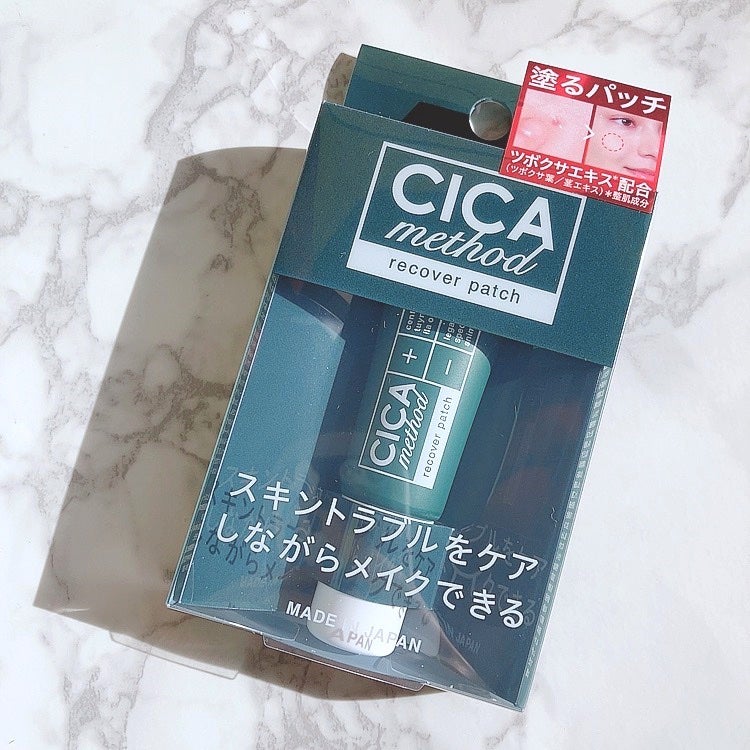 塗るパッチ
ツボクサエキス*配合
(ツボクサ葉/茎エキス)*整肌成分
CICA
method
recover patch
+ −
CICA
method
recover patch
スキントラブルをケア
しながらメイクできる
MADE IN JAPAN